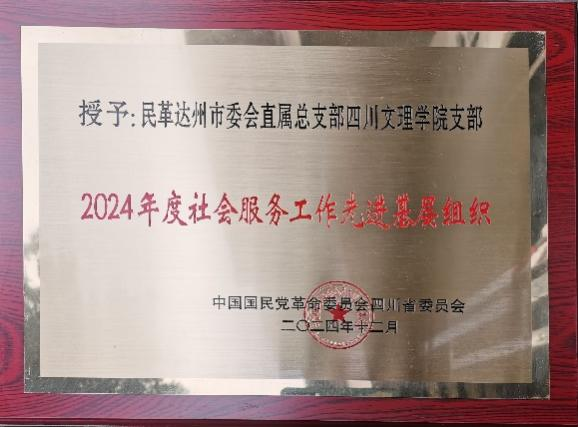 授予:民革达州市委会直属总支部四川文理学院支部
2024年度社会服务工作先进基层组织
中国国民党革命委员会四川省委员会
二〇二四年十二月